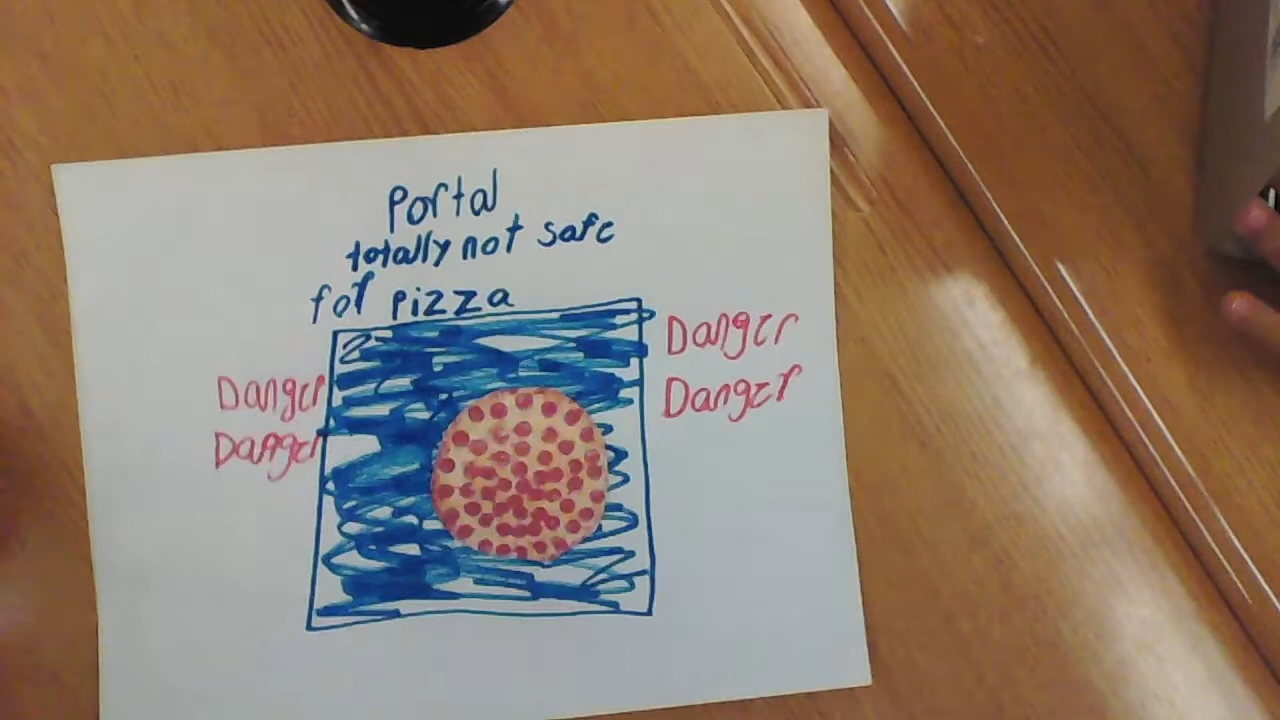 Portal
totally not safe
for pizza
Danger
Danger
Danger
Danger